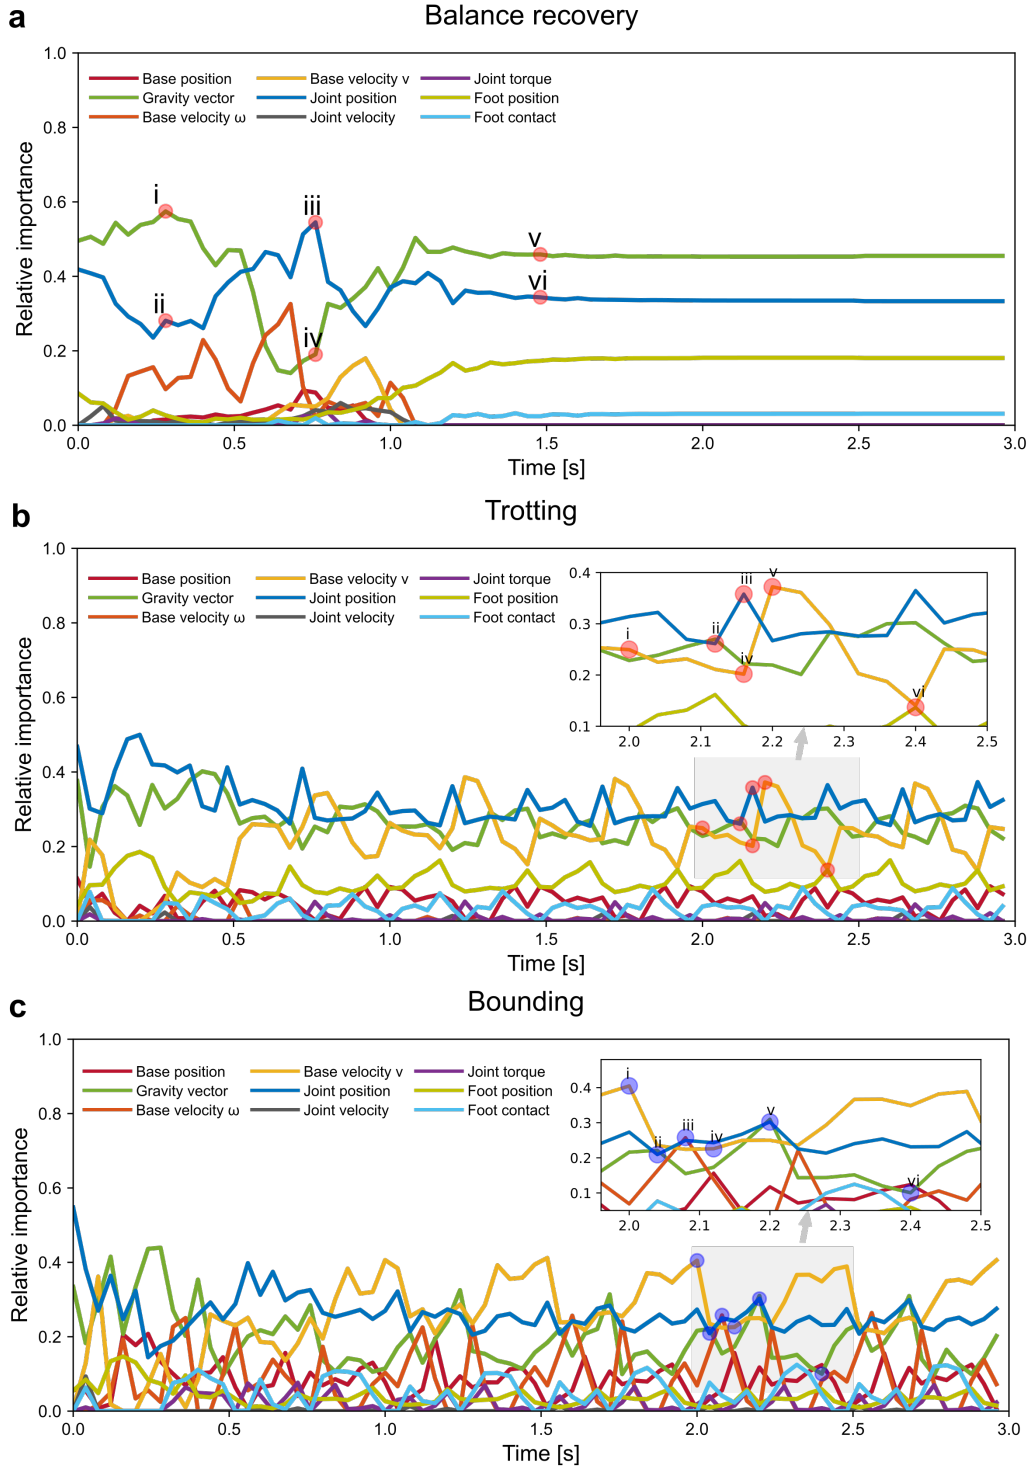 a
Balance recovery
1.0
0.8
0.6
0.4
0.2
0.0
Relative importance
Base position
Base velocity v
Joint torque
Gravity vector
Joint position
Foot position
Base velocity ω
Joint velocity
Foot contact
i
ii
iii
iv
v
vi
0.0 0.5 1.0 1.5 2.0 2.5 3.0
Time [s]
b
Trotting
1.0
0.8
0.6
0.4
0.2
0.0
Relative importance
Base position
Base velocity v
Joint torque
Gravity vector
Joint position
Foot position
Base velocity ω
Joint velocity
Foot contact
0.4
0.3
0.2
0.1
i
ii
iii
iv
v
vi
2.0 2.1 2.2 2.3 2.4 2.5
0.0 0.5 1.0 1.5 2.0 2.5 3.0
Time [s]
c
Bounding
1.0
0.8
0.6
0.4
0.2
0.0
Relative importance
Base position
Base velocity v
Joint torque
Gravity vector
Joint position
Foot position
Base velocity ω
Joint velocity
Foot contact
0.4
0.3
0.2
0.1
i
ii
iii
iv
v
vi
2.0 2.1 2.2 2.3 2.4 2.5
0.0 0.5 1.0 1.5 2.0 2.5 3.0
Time [s]